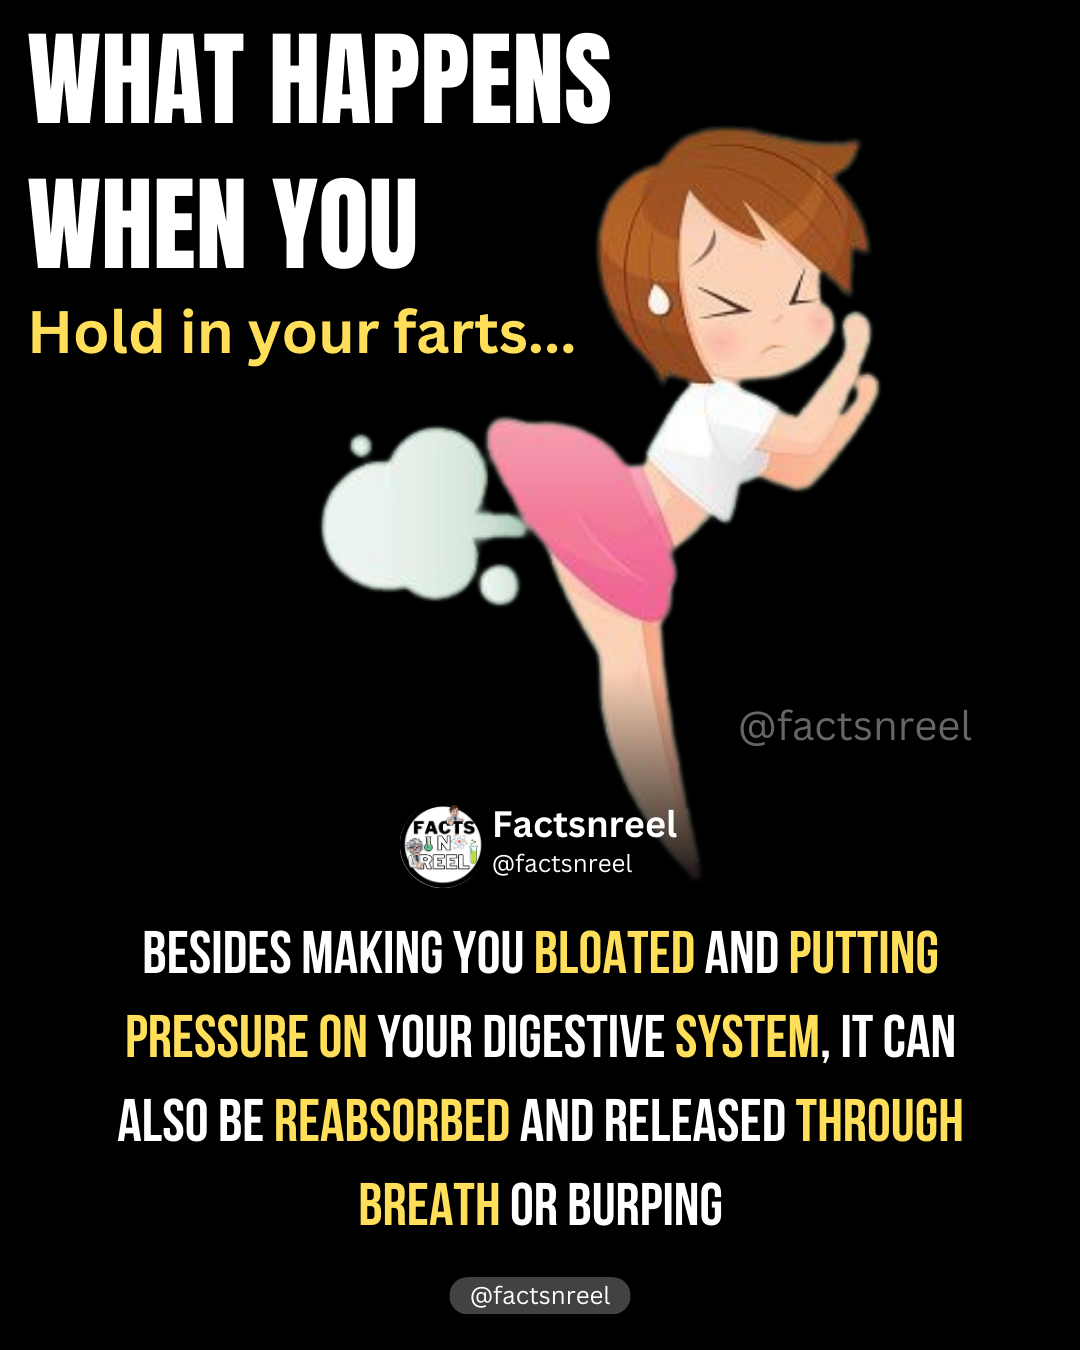 WHAT HAPPENS
WHEN YOU
Hold in your farts...
@factsnreel
FACTS
IN
REEL
Factsnreel
@factsnreel
BESIDES MAKING YOU BLOATED AND PUTTING
PRESSURE ON YOUR DIGESTIVE SYSTEM, IT CAN
ALSO BE REABSORBED AND RELEASED THROUGH
BREATH OR BURPING
@factsnreel